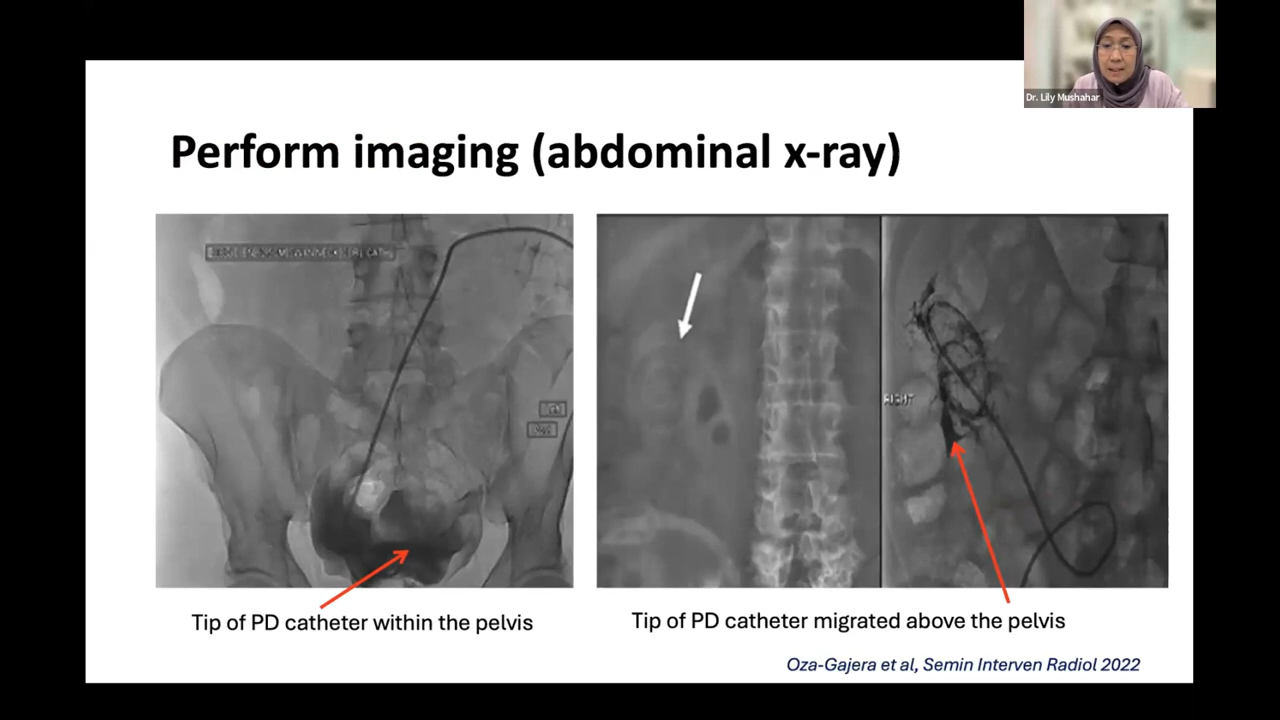 Dr. Lily Mushahar
Perform imaging (abdominal x-ray)
RIGHT
Tip of PD catheter within the pelvis
Tip of PD catheter migrated above the pelvis
Oza-Gajera et al, Semin Interven Radiol 2022